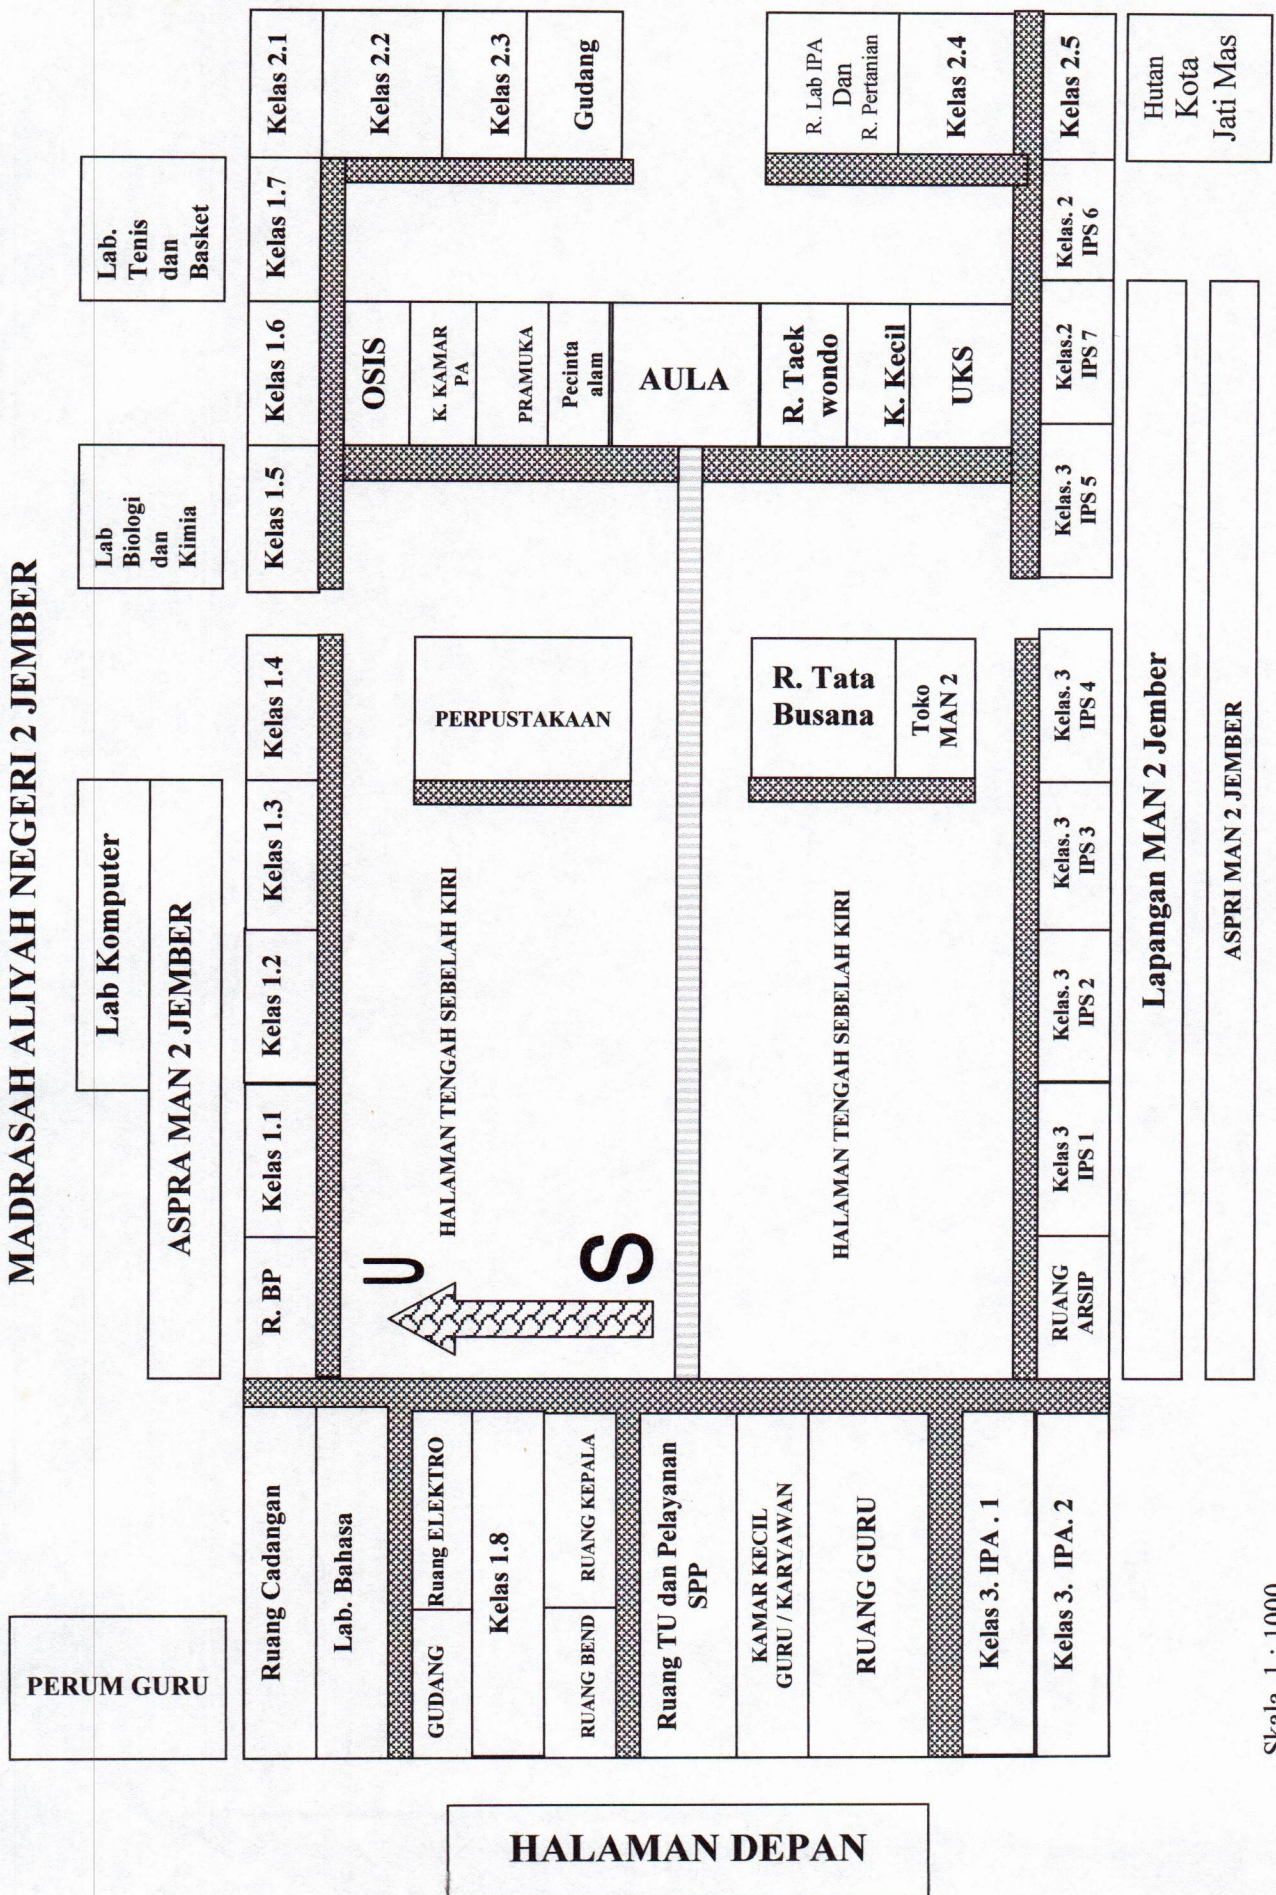 MADRASAH ALIYAH NEGERI 2 JEMBER
PERUM GURU
Lab Komputer
ASPRA MAN 2 JEMBER
Lab
Biologi
dan
Kimia
Lab.
Tenis
dan
Basket
R. BP
Kelas 1.1
Kelas 1.2
Kelas 1.3
Kelas 1.4
Kelas 1.5
Kelas 1.6
Kelas 1.7
Kelas 2.1
Kelas 2.2
Kelas 2.3
Gudang
R. Lab IPA
Dan
R. Pertanian
Kelas 2.4
Kelas 2.5
Hutan
Kota
Jati Mas
OSIS
K. KAMAR
PA
PRAMUKA
Pecinta
alam
AULA
R. Taek
wondo
K. Kecil
UKS
PERPUSTAKAAN
R. Tata
Busana
Toko
MAN 2
U
S
HALAMAN TENGAH SEBELAH KIRI
HALAMAN TENGAH SEBELAH KIRI
Ruang Cadangan
Lab. Bahasa
GUDANG
Ruang ELEKTRO
Kelas 1.8
RUANG BEND
RUANG KEPALA
Ruang TU dan Pelayanan
SPP
KAMAR KECIL
GURU / KARYAWAN
RUANG GURU
Kelas 3. IPA . 1
Kelas 3. IPA. 2
HALAMAN DEPAN
RUANG
ARSIP
Kelas 3
IPS 1
Kelas. 3
IPS 2
Kelas. 3
IPS 3
Kelas. 3
IPS 4
Kelas. 3
IPS 5
Kelas.2
IPS 7
Kelas. 2
IPS 6
Lapangan MAN 2 Jember
ASPRI MAN 2 JEMBER
Skala 1 : 1000